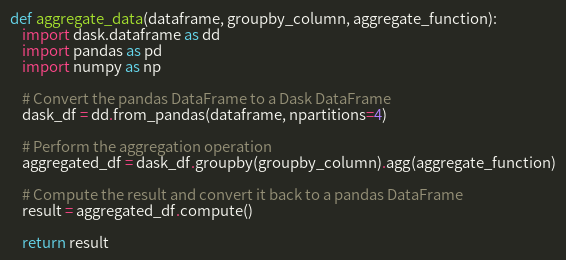 def aggregate_data(dataframe, groupby_column, aggregate_function):
    import dask.dataframe as dd
    import pandas as pd
    import numpy as np

    # Convert the pandas DataFrame to a Dask DataFrame
    dask_df = dd.from_pandas(dataframe, npartitions=4)

    # Perform the aggregation operation
    aggregated_df = dask_df.groupby(groupby_column).agg(aggregate_function)

    # Compute the result and convert it back to a pandas DataFrame
    result = aggregated_df.compute()

    return result